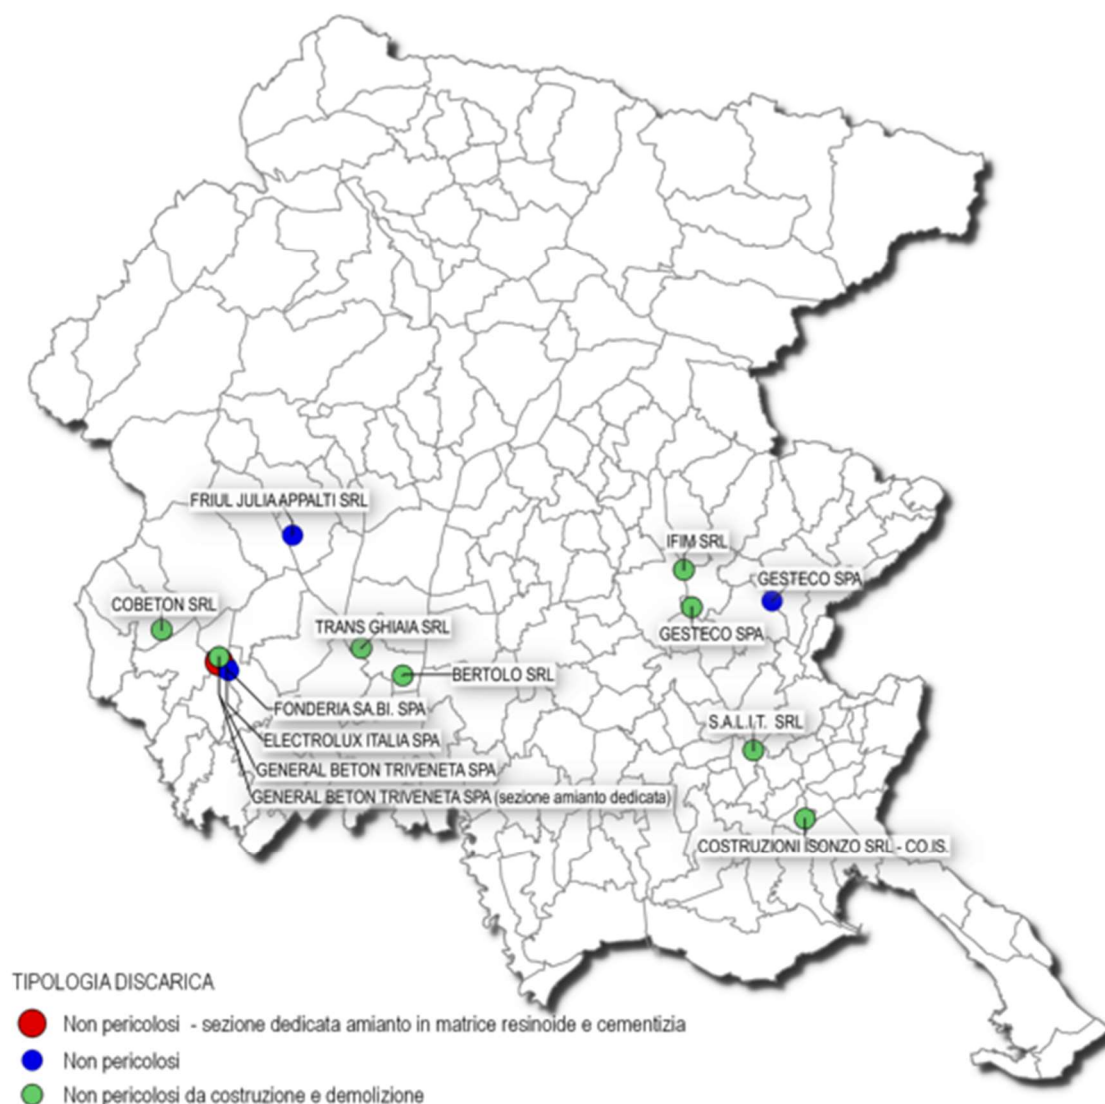 FRIUL JULIA APPALTI SRL
IFIM SRL
GESTECO SPA
COBETON SRL
TRANS GHIAIA SRL
GESTECO SPA
BERTOLO SRL
FONDERIA SA.BI. SPA
S.A.L.I.T. SRL
ELECTROLUX ITALIA SPA
GENERAL BETON TRIVENETA SPA
GENERAL BETON TRIVENETA SPA (sezione amianto dedicata)
COSTRUZIONI ISONZO SRL - CO.IS.
TIPOLOGIA DISCARICA
Non pericolosi - sezione dedicata amianto in matrice resinoide e cementizia
Non pericolosi
Non pericolosi da costruzione e demolizione